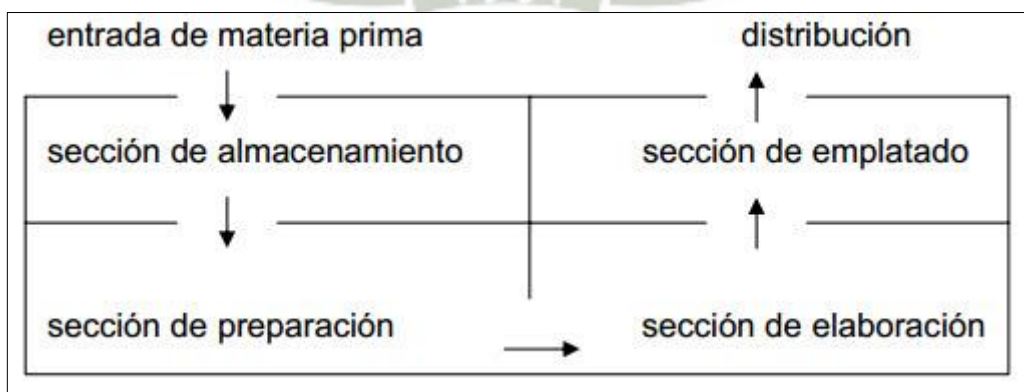 entrada de materia prima
distribución
sección de almacenamiento
sección de emplatado
sección de preparación
sección de elaboración